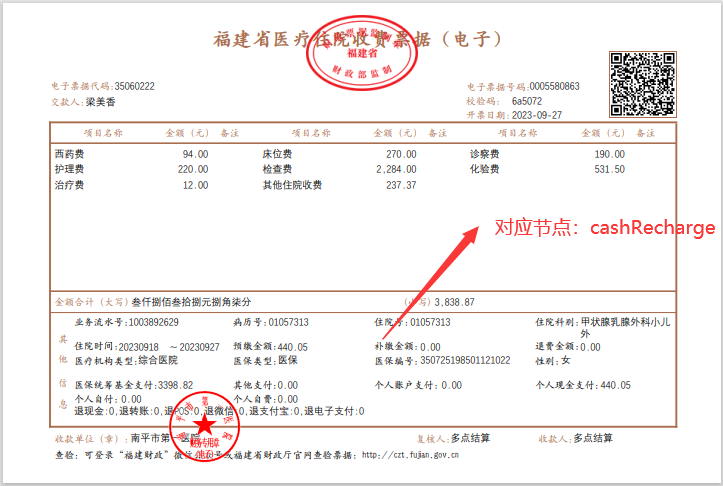 福建省医疗住院收费票据（电子）
福建省
财政部监制
电子票据代码:35060222
电子票据号码:0005580863
交款人:梁美香
校验码: 6a5072
开票日期:2023-09-27
项目名称 金额（元） 备注 项目名称 金额（元） 备注 项目名称 金额（元） 备注
西药费 94.00 床位费 270.00 诊察费 190.00
护理费 220.00 检查费 2,284.00 化验费 531.50
治疗费 12.00 其他住院收费 237.37
对应节点：cashRecharge
金额合计（大写）叁仟捌佰叁拾捌元捌角柒分 （小写）3,838.87
其他信息
业务流水号:1003892629 病历号:01057313 住院号:01057313 住院科别:甲状腺乳腺外科小儿外
住院时间:20230918 ～20230927 预缴金额:440.05 补缴金额:0.00 退费金额:0.00
医疗机构类型:综合医院 医保类型:医保 医保编号:350725198501121022 性别:女
医保统筹基金支付:3398.82 其他支付:0.00 个人账户支付:0.00 个人现金支付:440.05
个人自付:0.00 个人自费:0.00
退现金:0,退转账:0,退POS:0,退微信:0,退支付宝:0,退电子支付:0
收款单位（章）:南平市第一医院 复核人:多点结算 收款人:多点结算
查验: 可登录“福建财政”微信公众号或福建省财政厅官网查验票据: http://czt.fujian.gov.cn